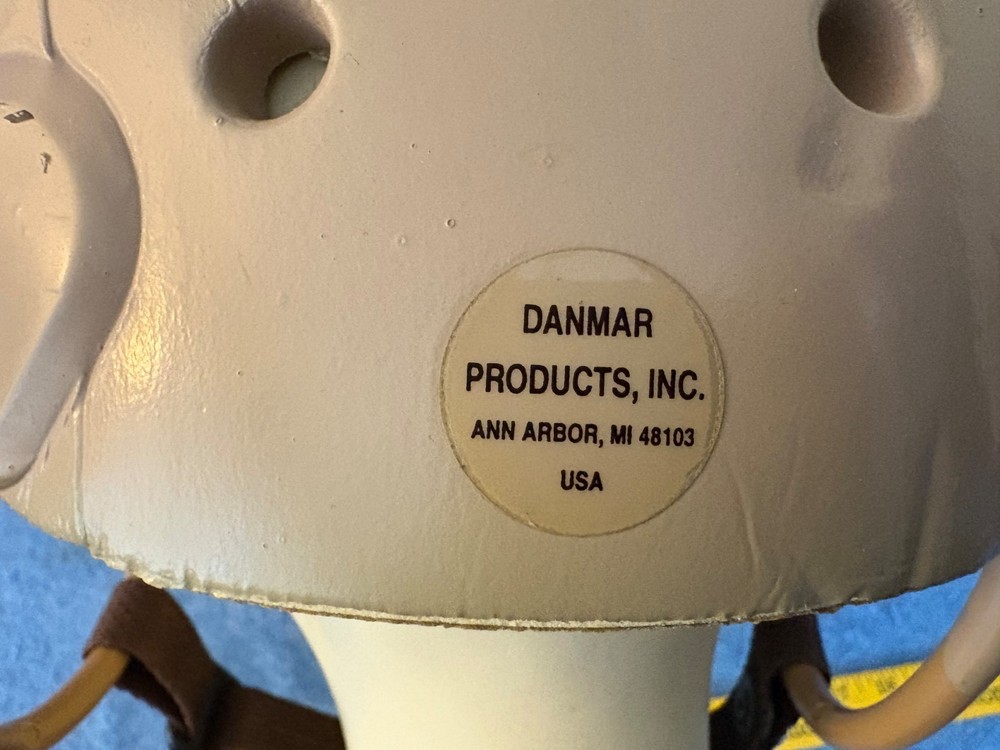 DANMAR
PRODUCTS, INC.
ANN ARBOR, MI 48103
USA